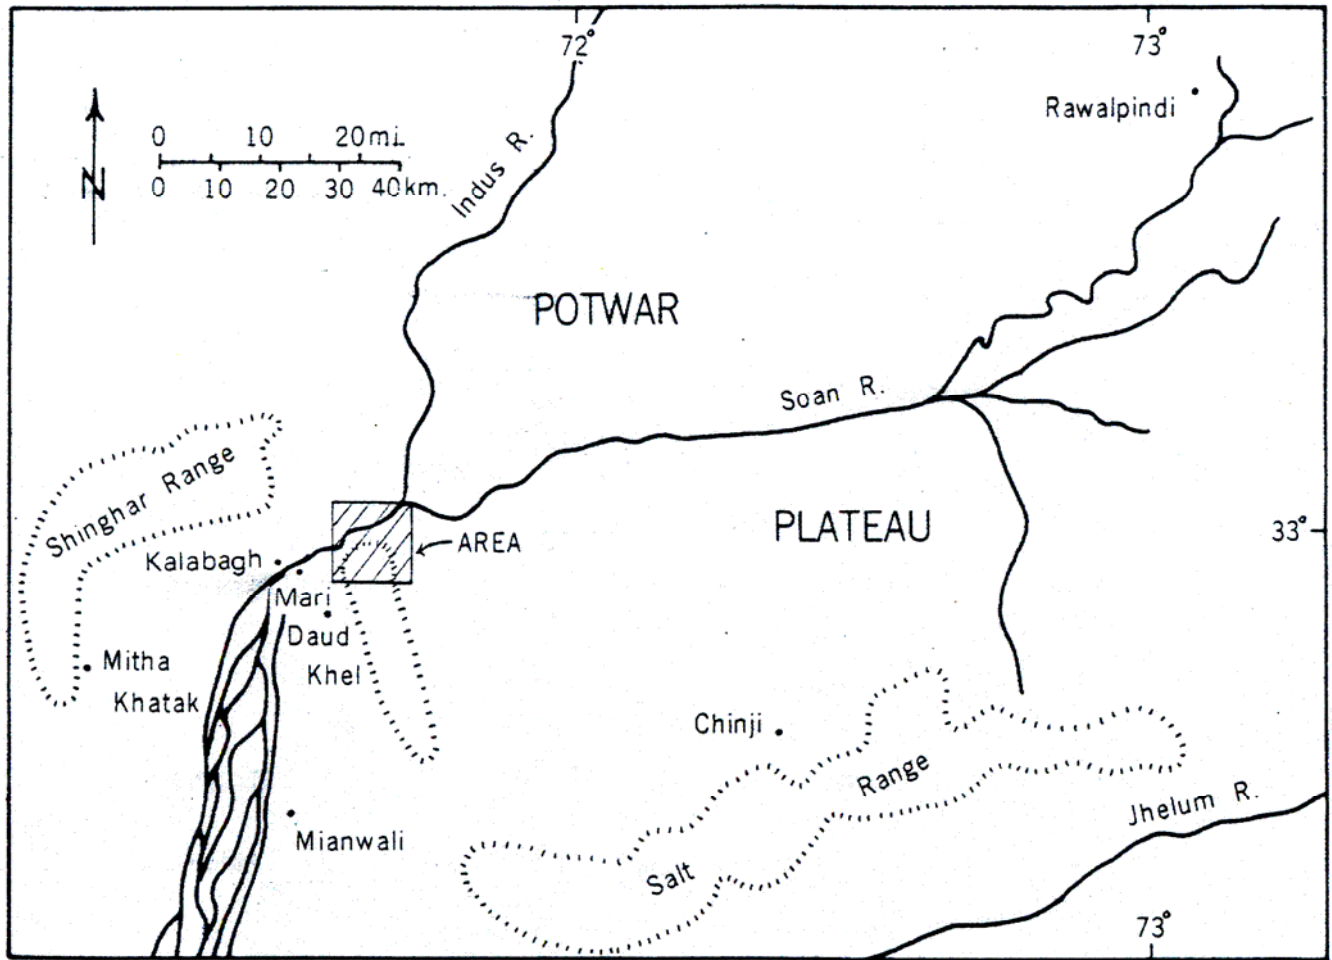 72°
73°
Rawalpindi
0 10 20mi.
0 10 20 30 40km.
N
Indus R.
POTWAR
Soan R.
Shinghar Range
PLATEAU
33°
AREA
Kalabagh
Mari
Daud
Khel
Mitha
Khatak
Chinji
Range
Jhelum R.
Mianwali
Salt
73°